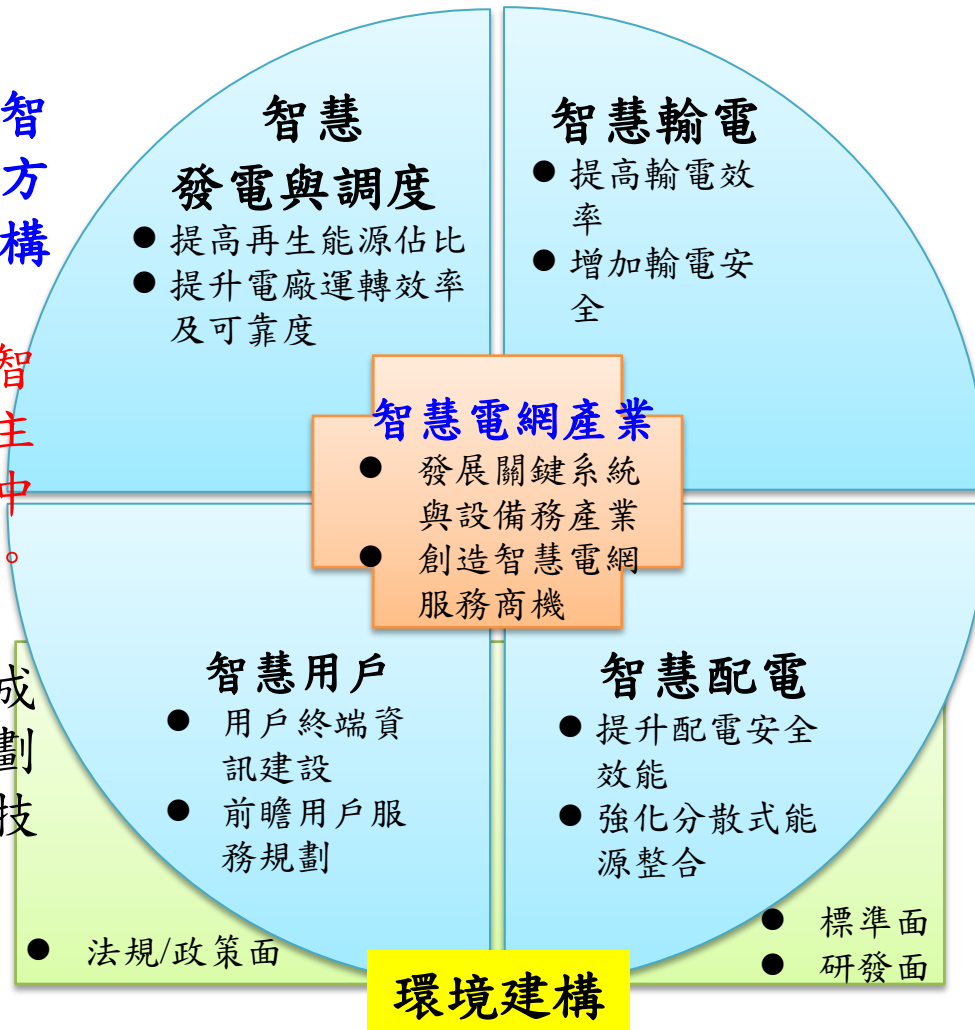 智
方
構
智
主
中
。
成
劃
技
智慧
發電與調度
● 提高再生能源佔比
● 提升電廠運轉效率
及可靠度
智慧輸電
● 提高輸電效
率
● 增加輸電安
全
智慧電網產業
● 發展關鍵系統
與設備務產業
● 創造智慧電網
服務商機
智慧用戶
● 用戶終端資
訊建設
● 前瞻用戶服
務規劃
智慧配電
● 提升配電安全
效能
● 強化分散式能
源整合
● 法規/政策面
● 標準面
● 研發面
環境建構